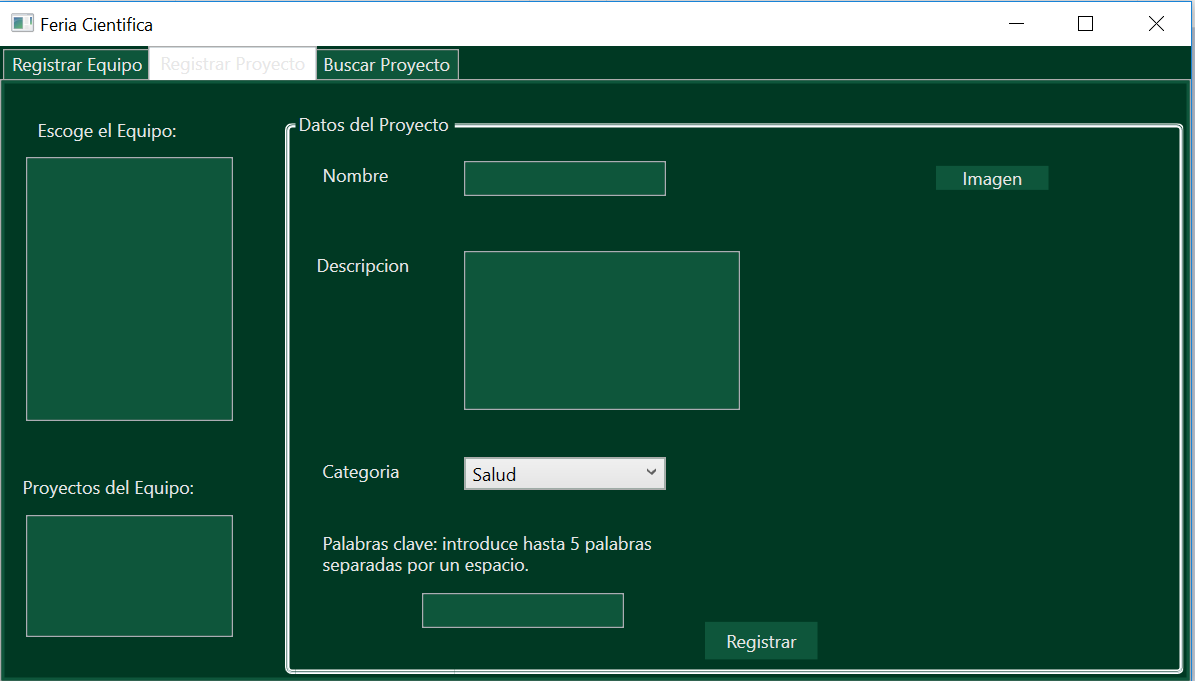 Feria Cientifica
Registrar Equipo
Registrar Proyecto
Buscar Proyecto
Escoge el Equipo:
Proyectos del Equipo:
Datos del Proyecto
Nombre
Imagen
Descripcion
Categoria
Salud
Palabras clave: introduce hasta 5 palabras
separadas por un espacio.
Registrar